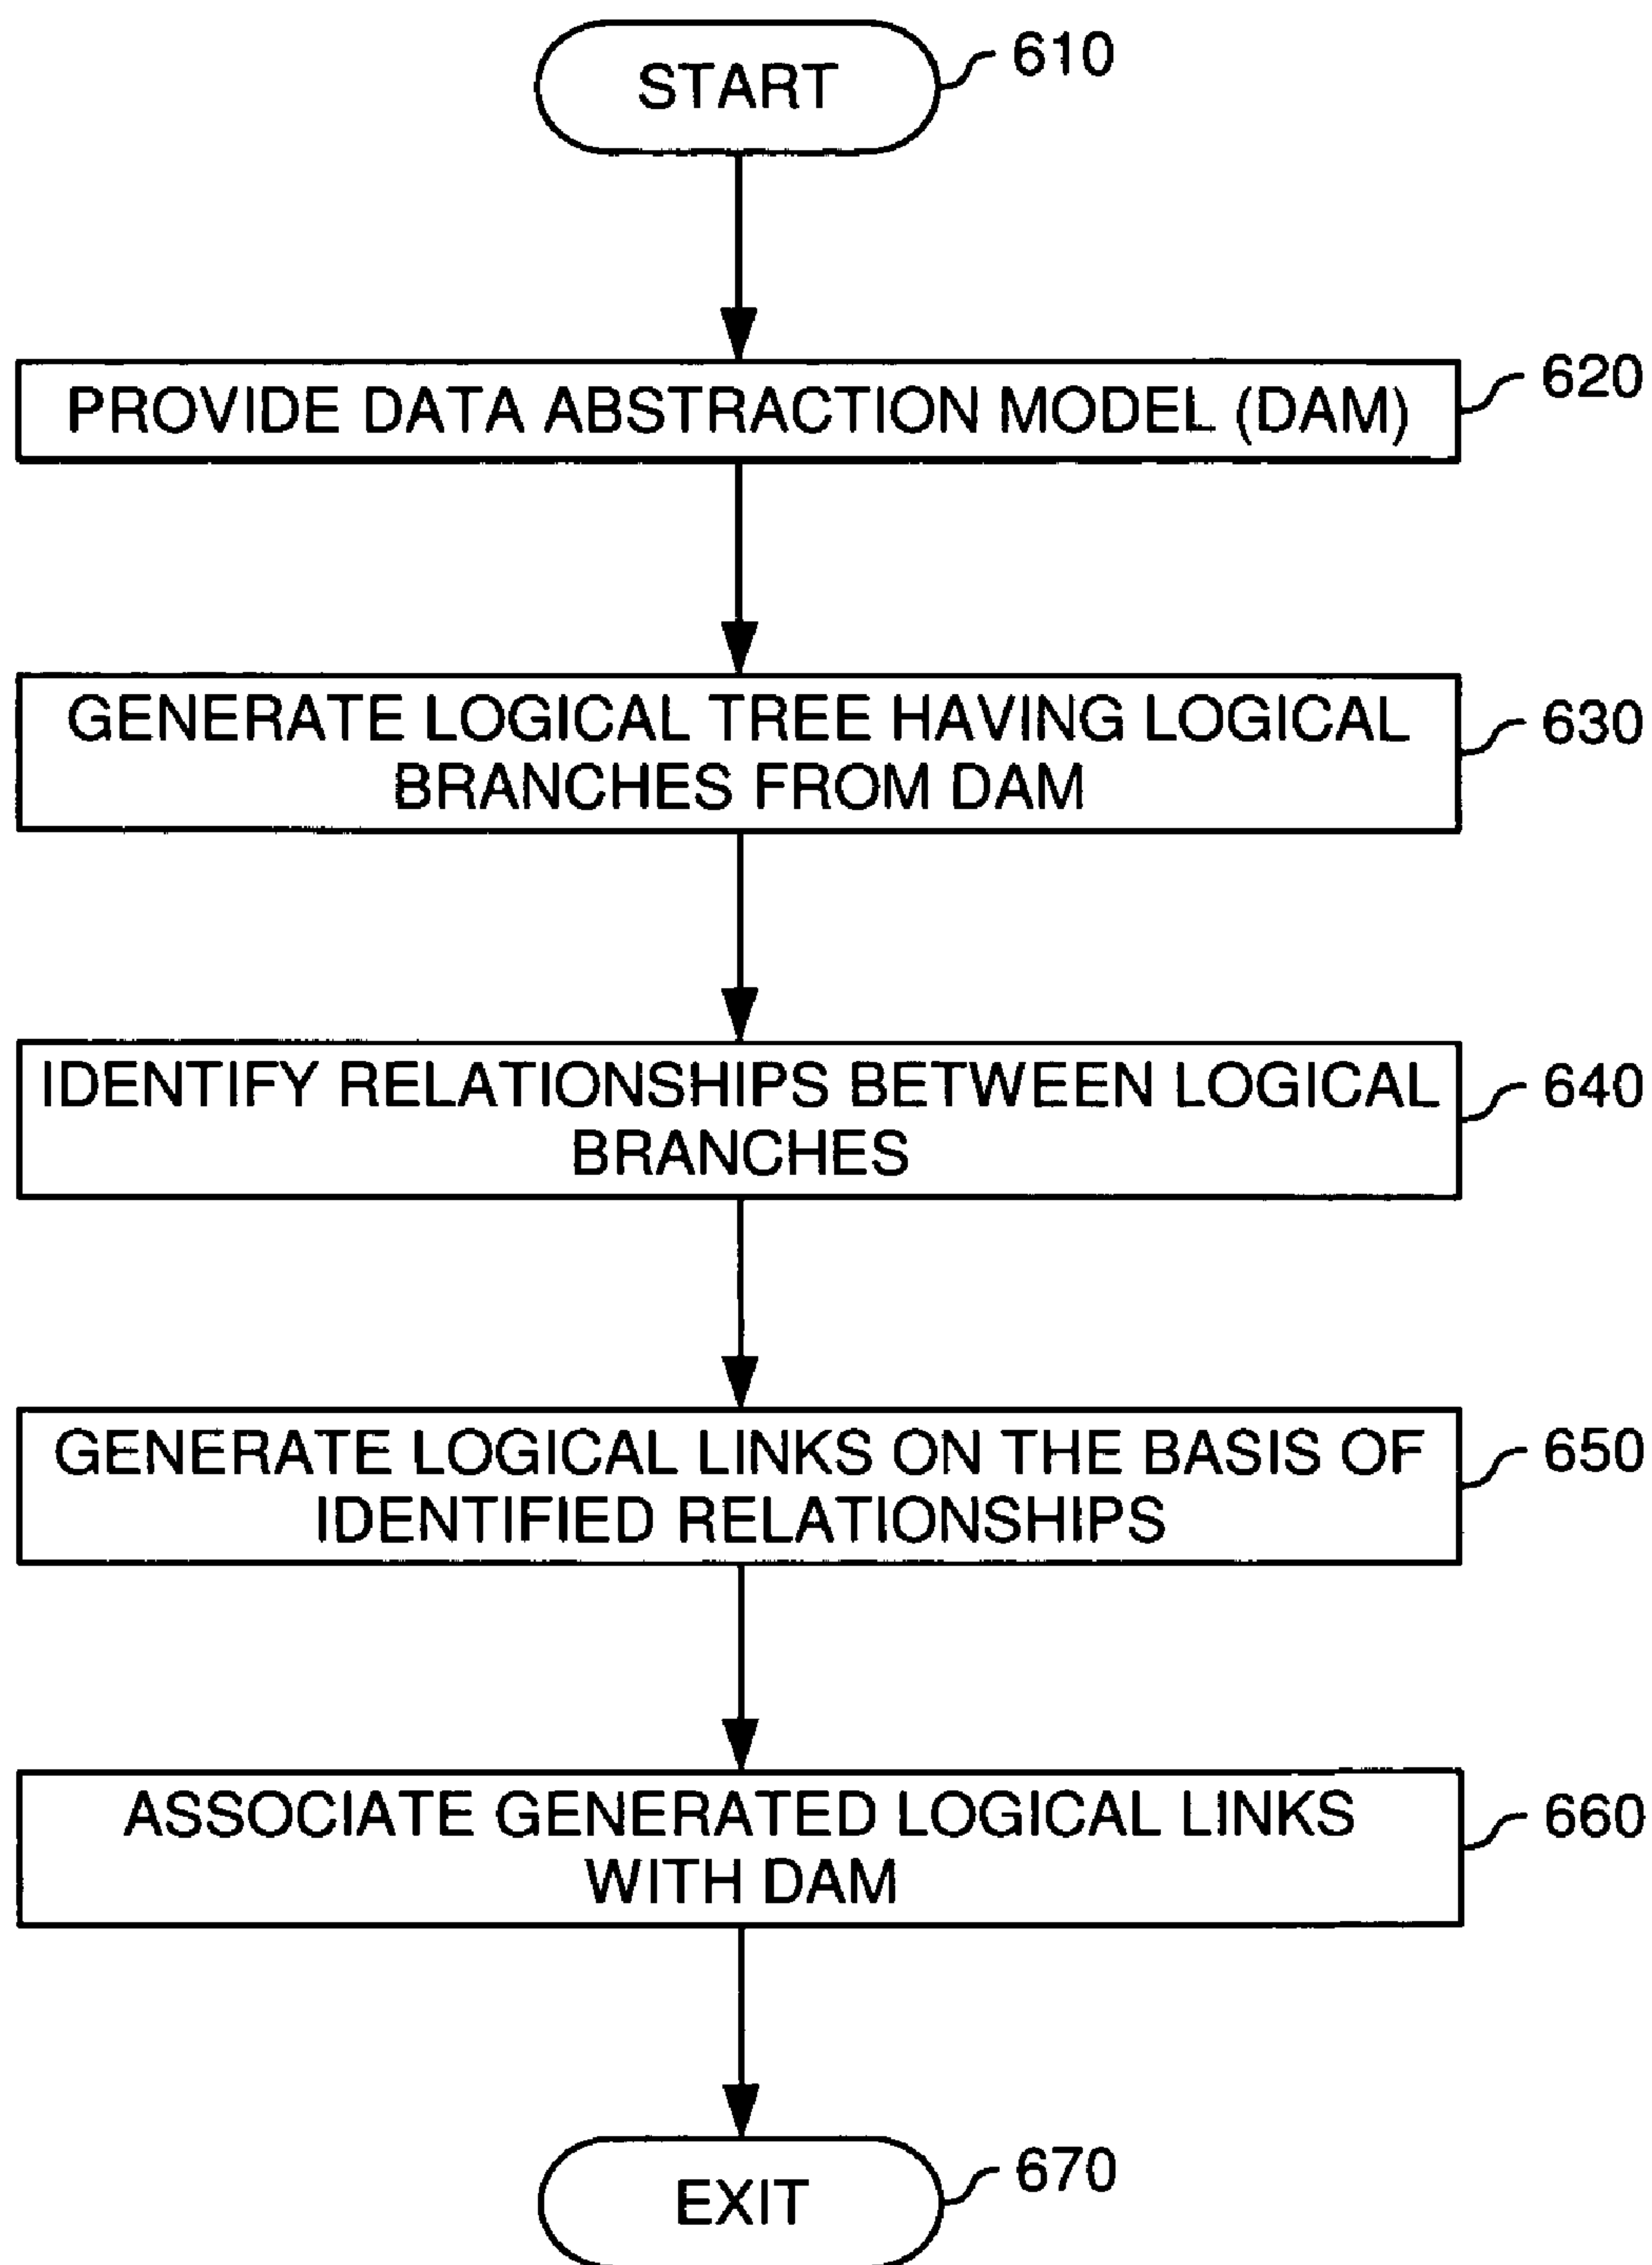 START
610
PROVIDE DATA ABSTRACTION MODEL (DAM)
620
GENERATE LOGICAL TREE HAVING LOGICAL
BRANCHES FROM DAM
630
IDENTIFY RELATIONSHIPS BETWEEN LOGICAL
BRANCHES
640
GENERATE LOGICAL LINKS ON THE BASIS OF
IDENTIFIED RELATIONSHIPS
650
ASSOCIATE GENERATED LOGICAL LINKS
WITH DAM
660
EXIT
670